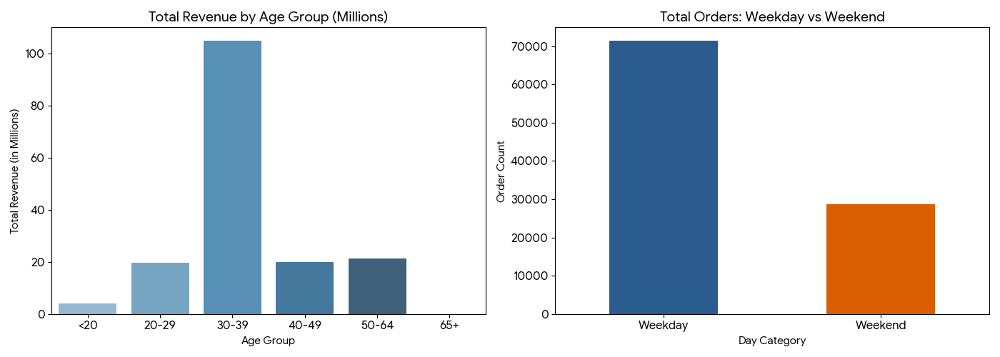 Total Revenue by Age Group (Millions)
Total Revenue (in Millions)
100
80
60
40
20
0
<20
20-29
30-39
40-49
50-64
65+
Age Group
Total Orders: Weekday vs Weekend
Order Count
70000
60000
50000
40000
30000
20000
10000
0
Weekday
Weekend
Day Category